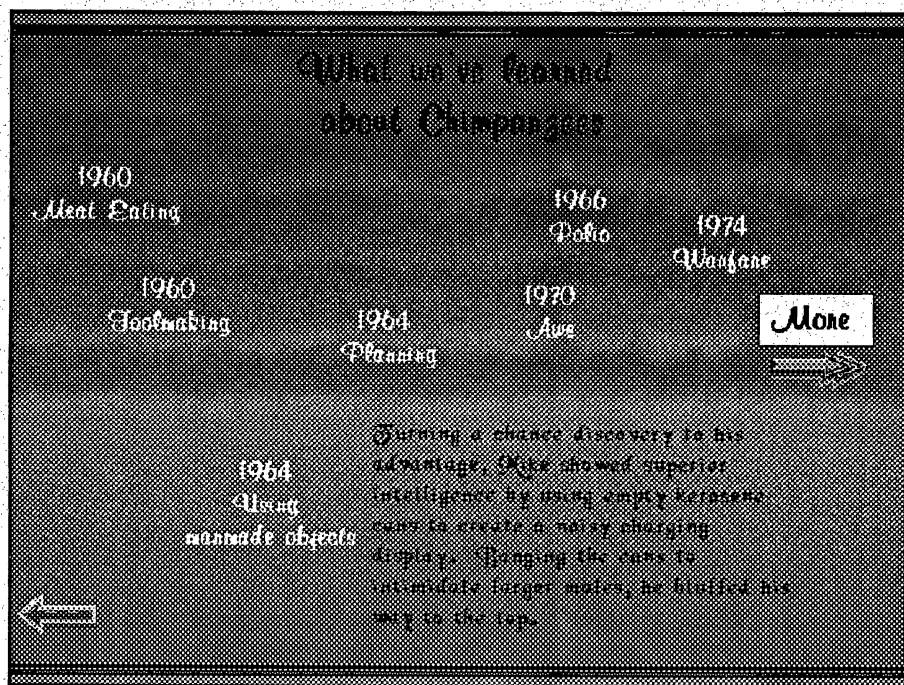 What we've learned
about Chimpanzees
1960
Meat Eating
1966
Polio
1974
Warfare
1960
Toolmaking
1964
Planning
1970
Awe
More
1964
Using
manmade objects
Turning a chance discovery to his
advantage, Mike showed superior
intelligence by using empty kerosene
cans to create a noisy charging
display. Banging the cans to
intimidate larger males, he bluffed his
way to the top.